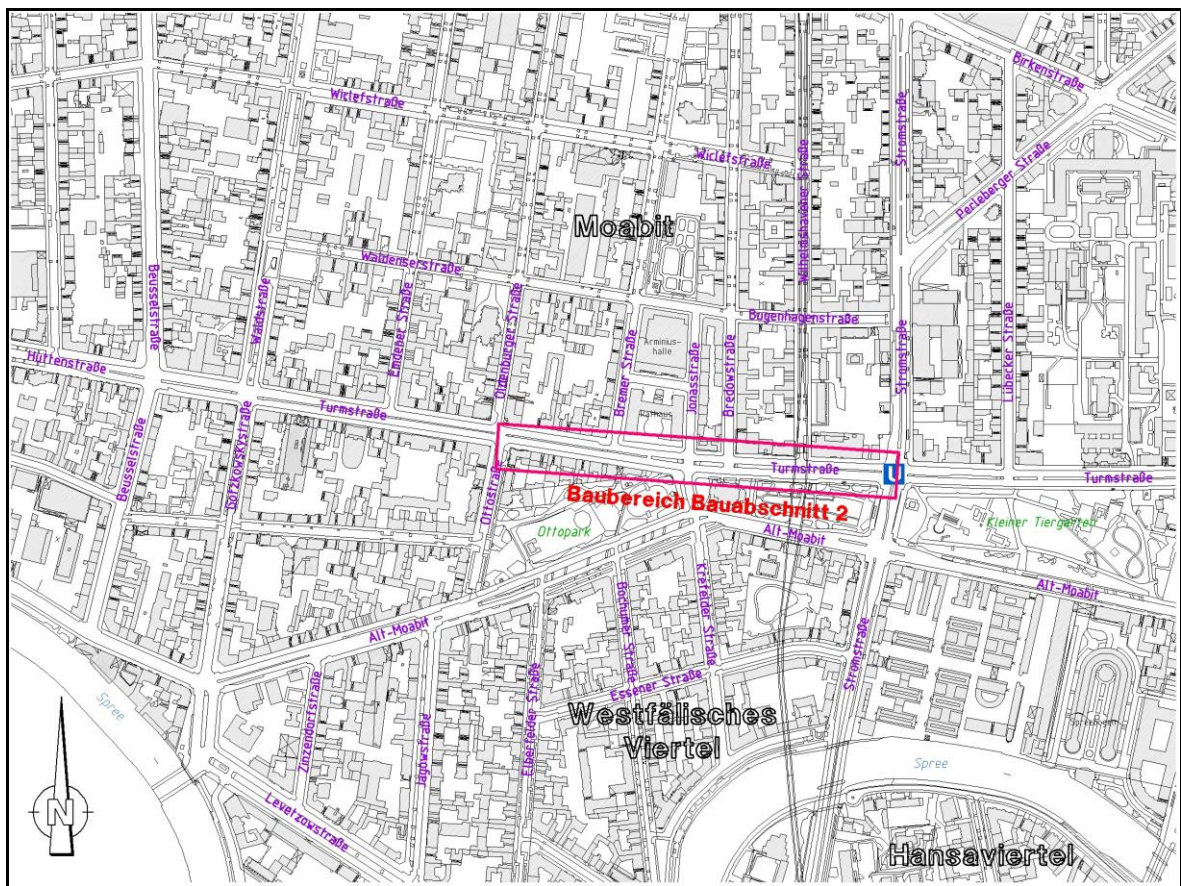 Birkenstraße
Wiclefstraße
Stromstraße
Wiclefstraße
Perleberger Straße
Wilhelmshavener Straße
Moabit
Waldenserstraße
Beusselstraße
Waldstraße
Emdener Straße
Oldenburger Straße
Bugenhagenstraße
Arminius-
halle
Bremer Straße
Jonasstraße
Bredowstraße
Stromstraße
Lübecker Straße
Huttenstraße
Turmstraße
Rathaus
Turmstraße
U
Turmstraße
Beusselstraße
Gotzkowskystraße
Ottostraße
Baubereich Bauabschnitt 2
Ottopark
Alt-Moabit
Kleiner Tiergarten
Alt-Moabit
Alt-Moabit
Bochumer Straße
Krefelder Straße
Stromstraße
Essener Straße
Spree
Zinzendorfstraße
Jagowstraße
Elberfelder Straße
Westfälisches
Viertel
Spree
Levetzowstraße
N
Hansaviertel